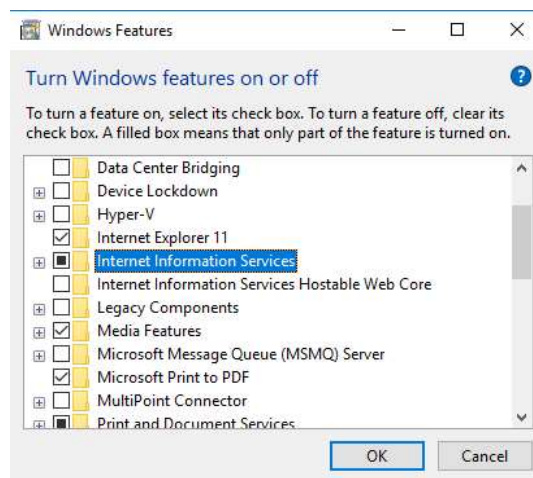 Windows Features
Turn Windows features on or off
?
To turn a feature on, select its check box. To turn a feature off, clear its
check box. A filled box means that only part of the feature is turned on.
Data Center Bridging
Device Lockdown
Hyper-V
Internet Explorer 11
Internet Information Services
Internet Information Services Hostable Web Core
Legacy Components
Media Features
Microsoft Message Queue (MSMQ) Server
Microsoft Print to PDF
MultiPoint Connector
Print and Document Services
OK
Cancel